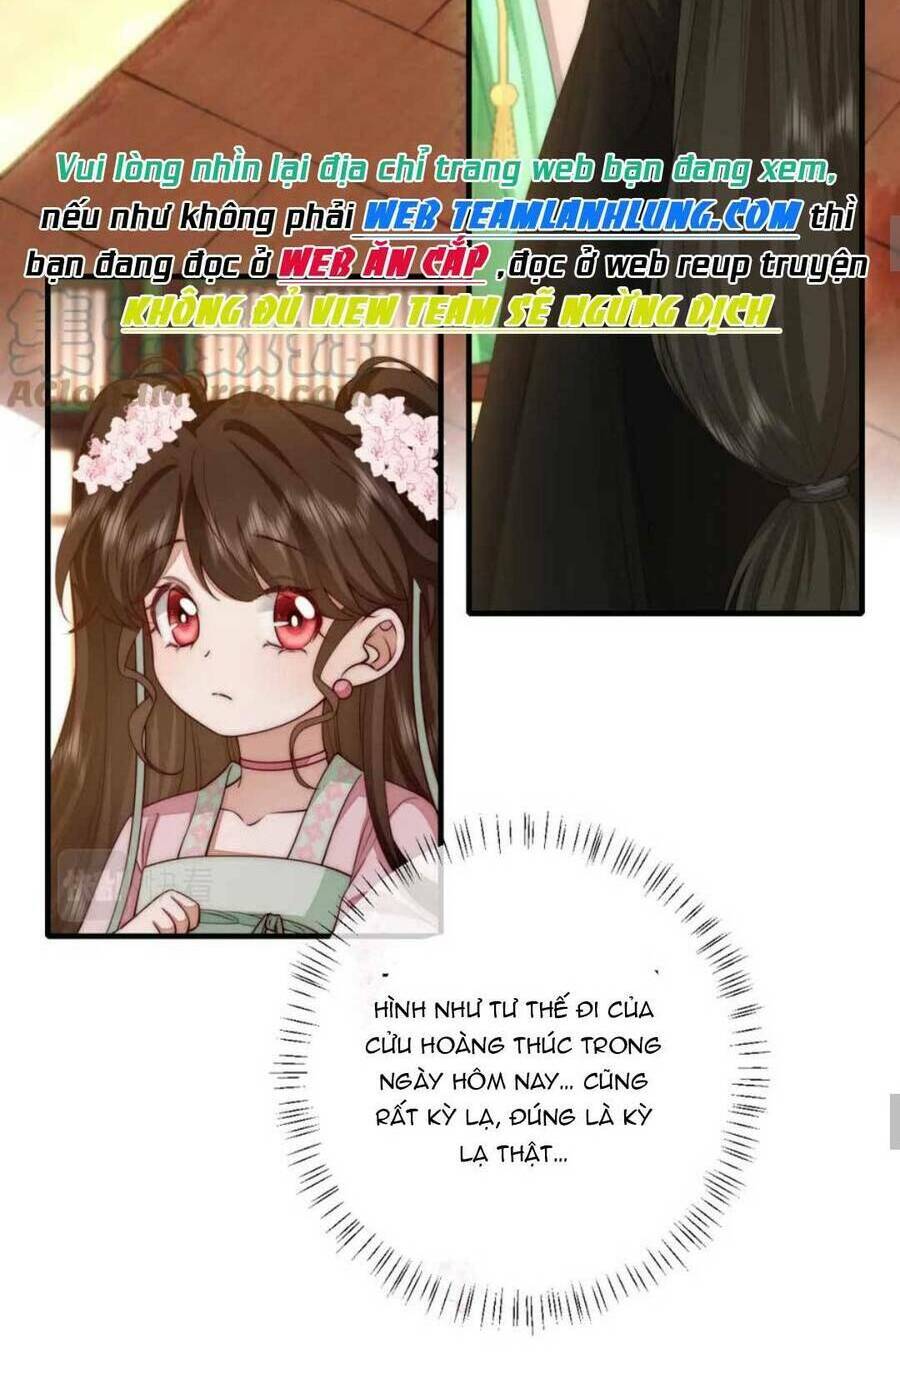 Vui lòng nhìn lại địa chỉ trang web bạn đang xem,
nếu như không phải WEB TEAMLANHLUNG.COM thì
bạn đang đọc ở WEB ĂN CẮP ,đọc ở web reup truyện
KHÔNG ĐỦ VIEW TEAM SẼ NGỪNG DỊCH
快看
HÌNH NHƯ TƯ THẾ ĐI CỦA
CỬU HOÀNG THÚC TRONG
NGÀY HÔM NAY... CŨNG
RẤT KỲ LẠ, ĐÚNG LÀ KỲ
LẠ THẬT...